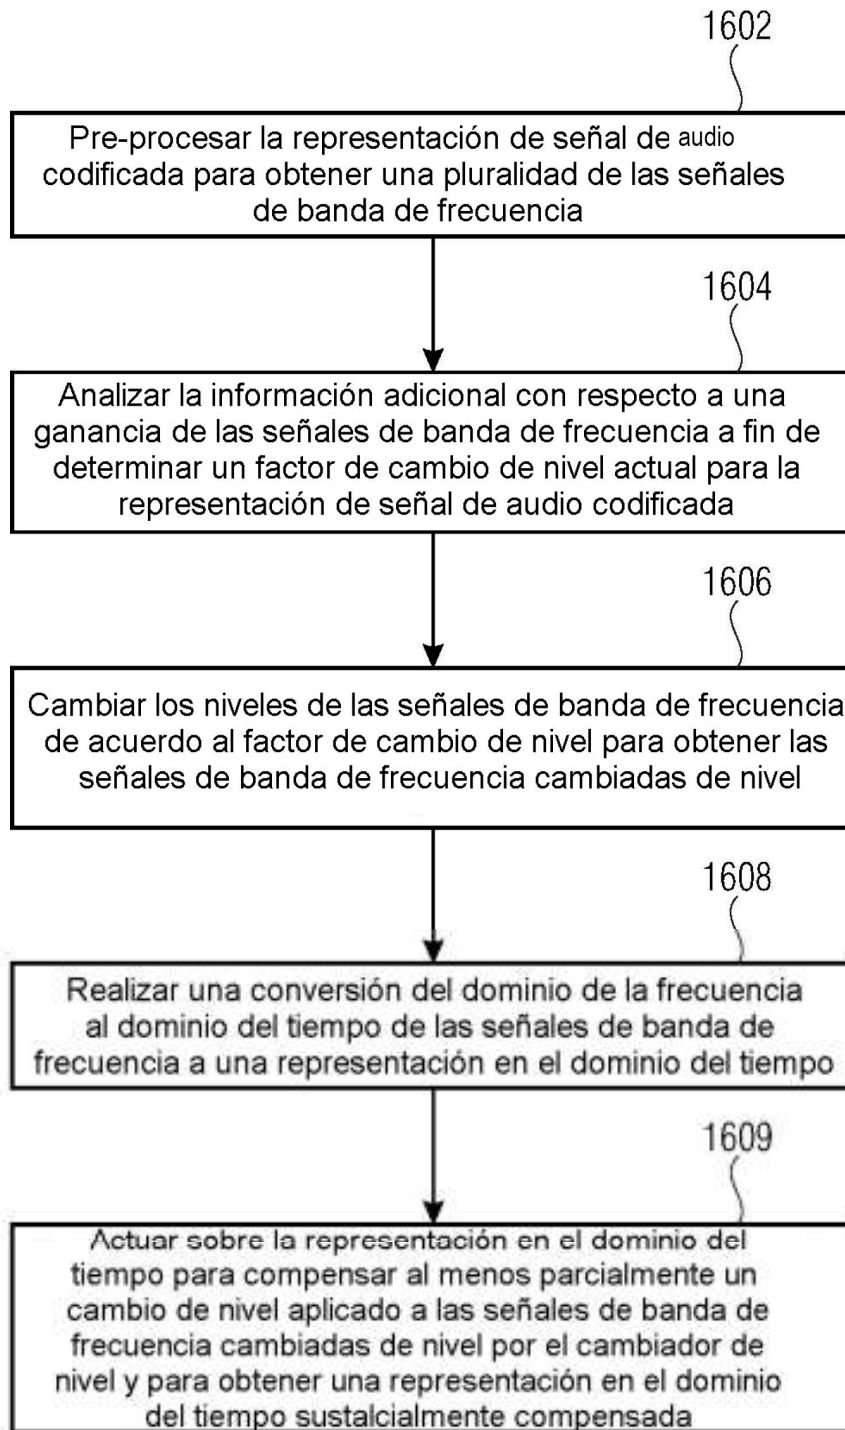 1602
Pre-procesar la representación de señal de audio
codificada para obtener una pluralidad de las señales
de banda de frecuencia
1604
Analizar la información adicional con respecto a una
ganancia de las señales de banda de frecuencia a fin de
determinar un factor de cambio de nivel actual para la
representación de señal de audio codificada
1606
Cambiar los niveles de las señales de banda de frecuencia
de acuerdo al factor de cambio de nivel para obtener las
señales de banda de frecuencia cambiadas de nivel
1608
Realizar una conversión del dominio de la frecuencia
al dominio del tiempo de las señales de banda de
frecuencia a una representación en el dominio del tiempo
1609
Actuar sobre la representación en el dominio del
tiempo para compensar al menos parcialmente un
cambio de nivel aplicado a las señales de banda de
frecuencia cambiadas de nivel por el cambiador de
nivel y para obtener una representación en el dominio
del tiempo sustalcialmente compensada